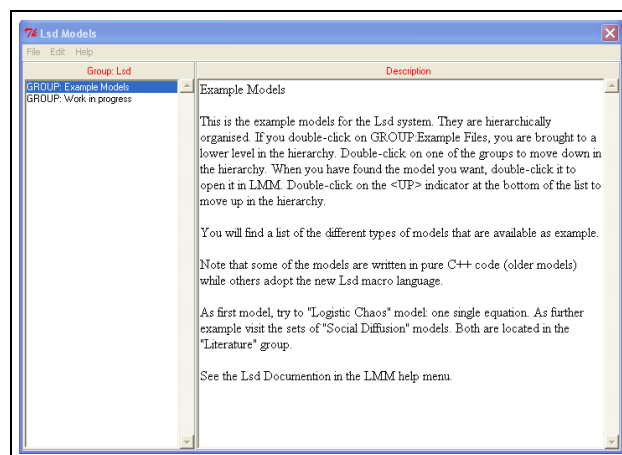 Lsd Models
File Edit Help
Group: Lsd
Description
GROUP: Example Models
GROUP: Work in progress
Example Models
This is the example models for the Lsd system. They are hierarchically
organised. If you double-click on GROUP:Example Files, you are brought to a
lower level in the hierarchy. Double-click on one of the groups to move down in
the hierarchy. When you have found the model you want, double-click it to
open it in LMM. Double-click on the <UP> indicator at the bottom of the list to
move up in the hierarchy.
You will find a list of the different types of models that are available as example.
Note that some of the models are written in pure C++ code (older models)
while others adopt the new Lsd macro language.
As first model, try to "Logistic Chaos" model: one single equation. As further
example visit the sets of "Social Diffusion" models. Both are located in the
"Literature" group.
See the Lsd Documention in the LMM help menu.